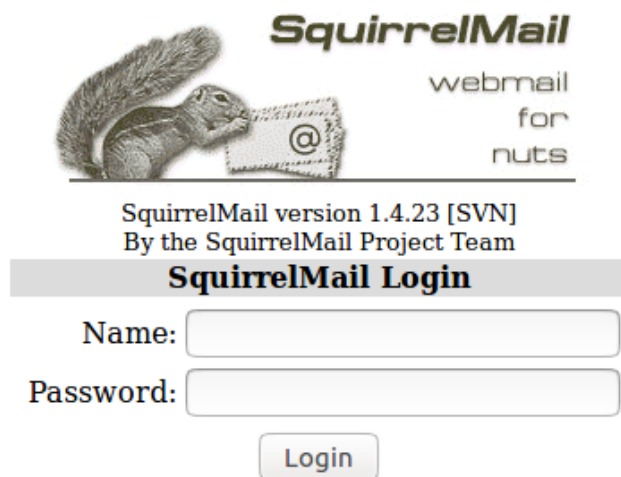 SquirrelMail
webmail
for
nuts
@
SquirrelMail version 1.4.23 [SVN]
By the SquirrelMail Project Team
SquirrelMail Login
Name:
Password:
Login